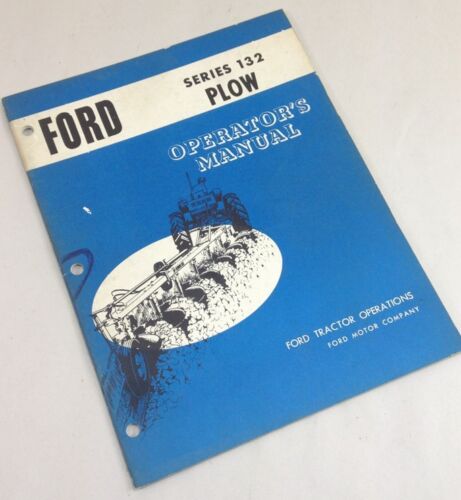 FORD
SERIES 132
PLOW
OPERATOR'S
MANUAL
FORD TRACTOR OPERATIONS
FORD MOTOR COMPANY